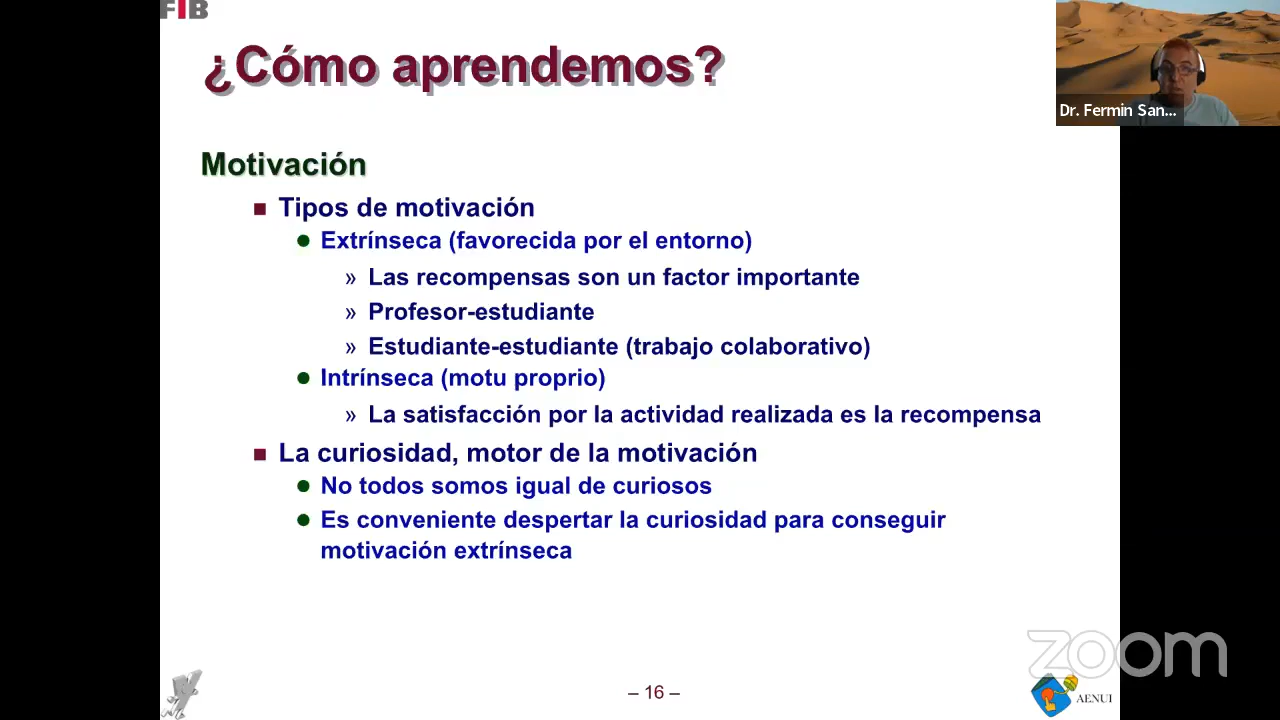 FIB
¿Cómo aprendemos?
Dr. Fermin San...
Motivación
Tipos de motivación
Extrínseca (favorecida por el entorno)
» Las recompensas son un factor importante
» Profesor-estudiante
» Estudiante-estudiante (trabajo colaborativo)
Intrínseca (motu proprio)
» La satisfacción por la actividad realizada es la recompensa
La curiosidad, motor de la motivación
No todos somos igual de curiosos
Es conveniente despertar la curiosidad para conseguir
motivación extrínseca
zoom
– 16 –
AENUI